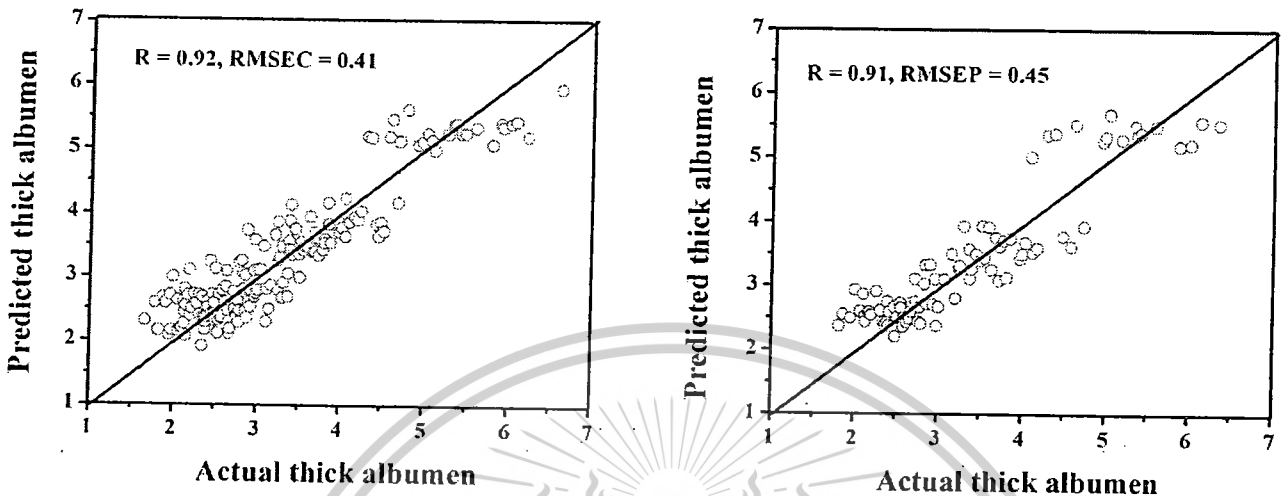 R = 0.92, RMSEC = 0.41
Predicted thick albumen
7
6
5
4
3
2
1
1 2 3 4 5 6 7
Actual thick albumen
R = 0.91, RMSEP = 0.45
Predicted thick albumen
7
6
5
4
3
2
1
1 2 3 4 5 6 7
Actual thick albumen